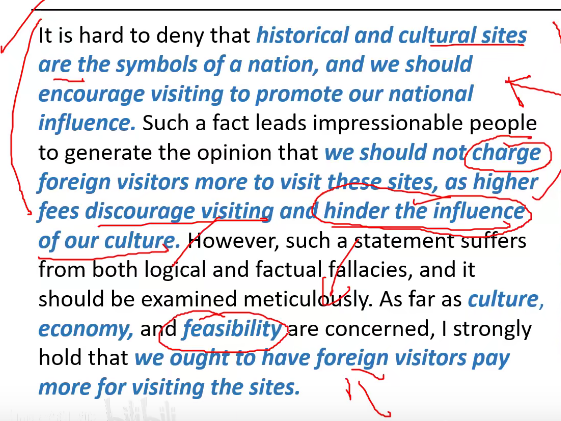 It is hard to deny that historical and cultural sites
are the symbols of a nation, and we should
encourage visiting to promote our national
influence. Such a fact leads impressionable people
to generate the opinion that we should not charge
foreign visitors more to visit these sites, as higher
fees discourage visiting and hinder the influence
of our culture. However, such a statement suffers
from both logical and factual fallacies, and it
should be examined meticulously. As far as culture,
economy, and feasibility are concerned, I strongly
hold that we ought to have foreign visitors pay
more for visiting the sites.
bilibili